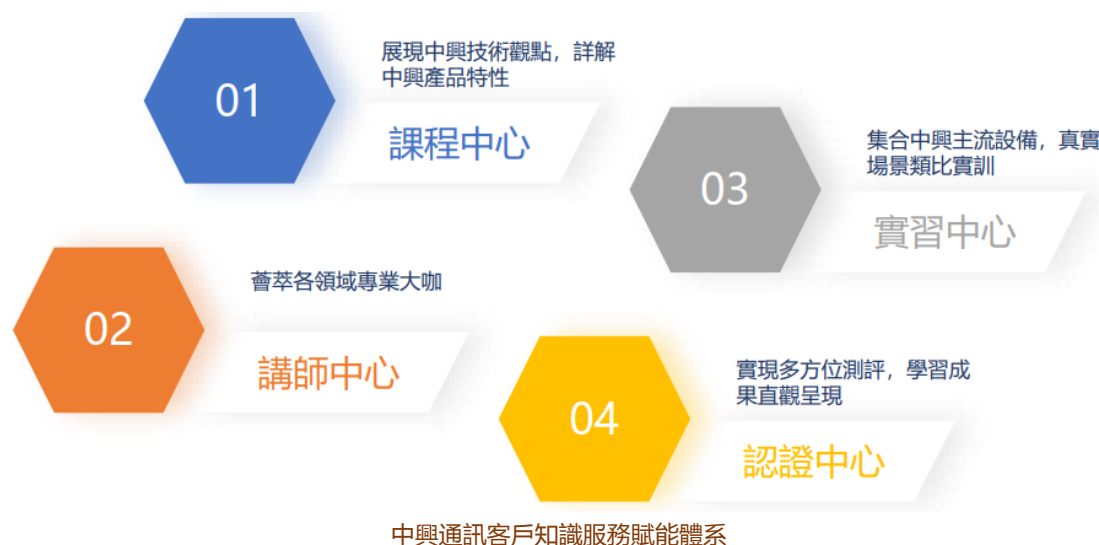 01
展現中興技術觀點，詳解
中興產品特性
課程中心
02
薈萃各領域專業大咖
講師中心
03
集合中興主流設備，真實
場景類比實訓
實習中心
04
實現多方位測評，學習成
果直觀呈現
認證中心
中興通訊客戶知識服務賦能體系